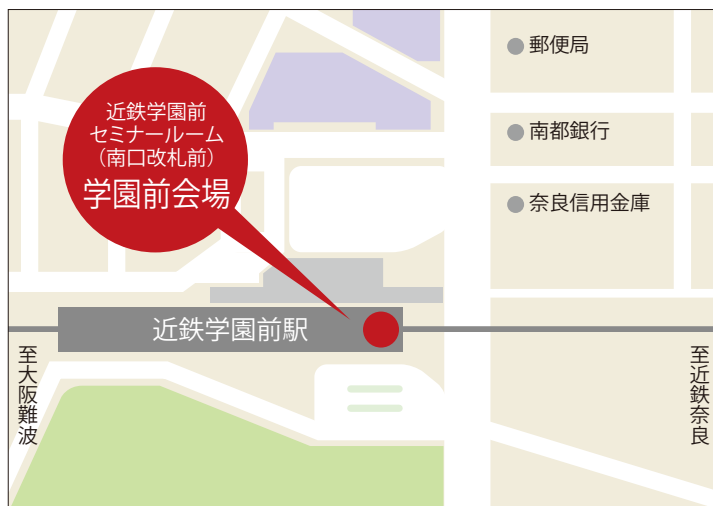 近鉄学園前
セミナールーム
（南口改札前）
学園前会場
郵便局
南都銀行
奈良信用金庫
近鉄学園前駅
至大阪難波
至近鉄奈良